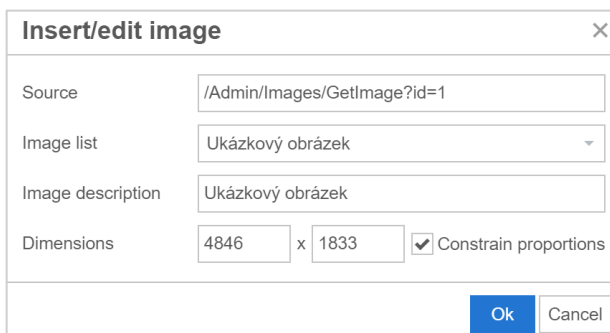 Insert/edit image ×
Source /Admin/Images/GetImage?id=1
Image list Ukázkový obrázek
Image description Ukázkový obrázek
Dimensions 4846 x 1833 Constrain proportions
Ok Cancel